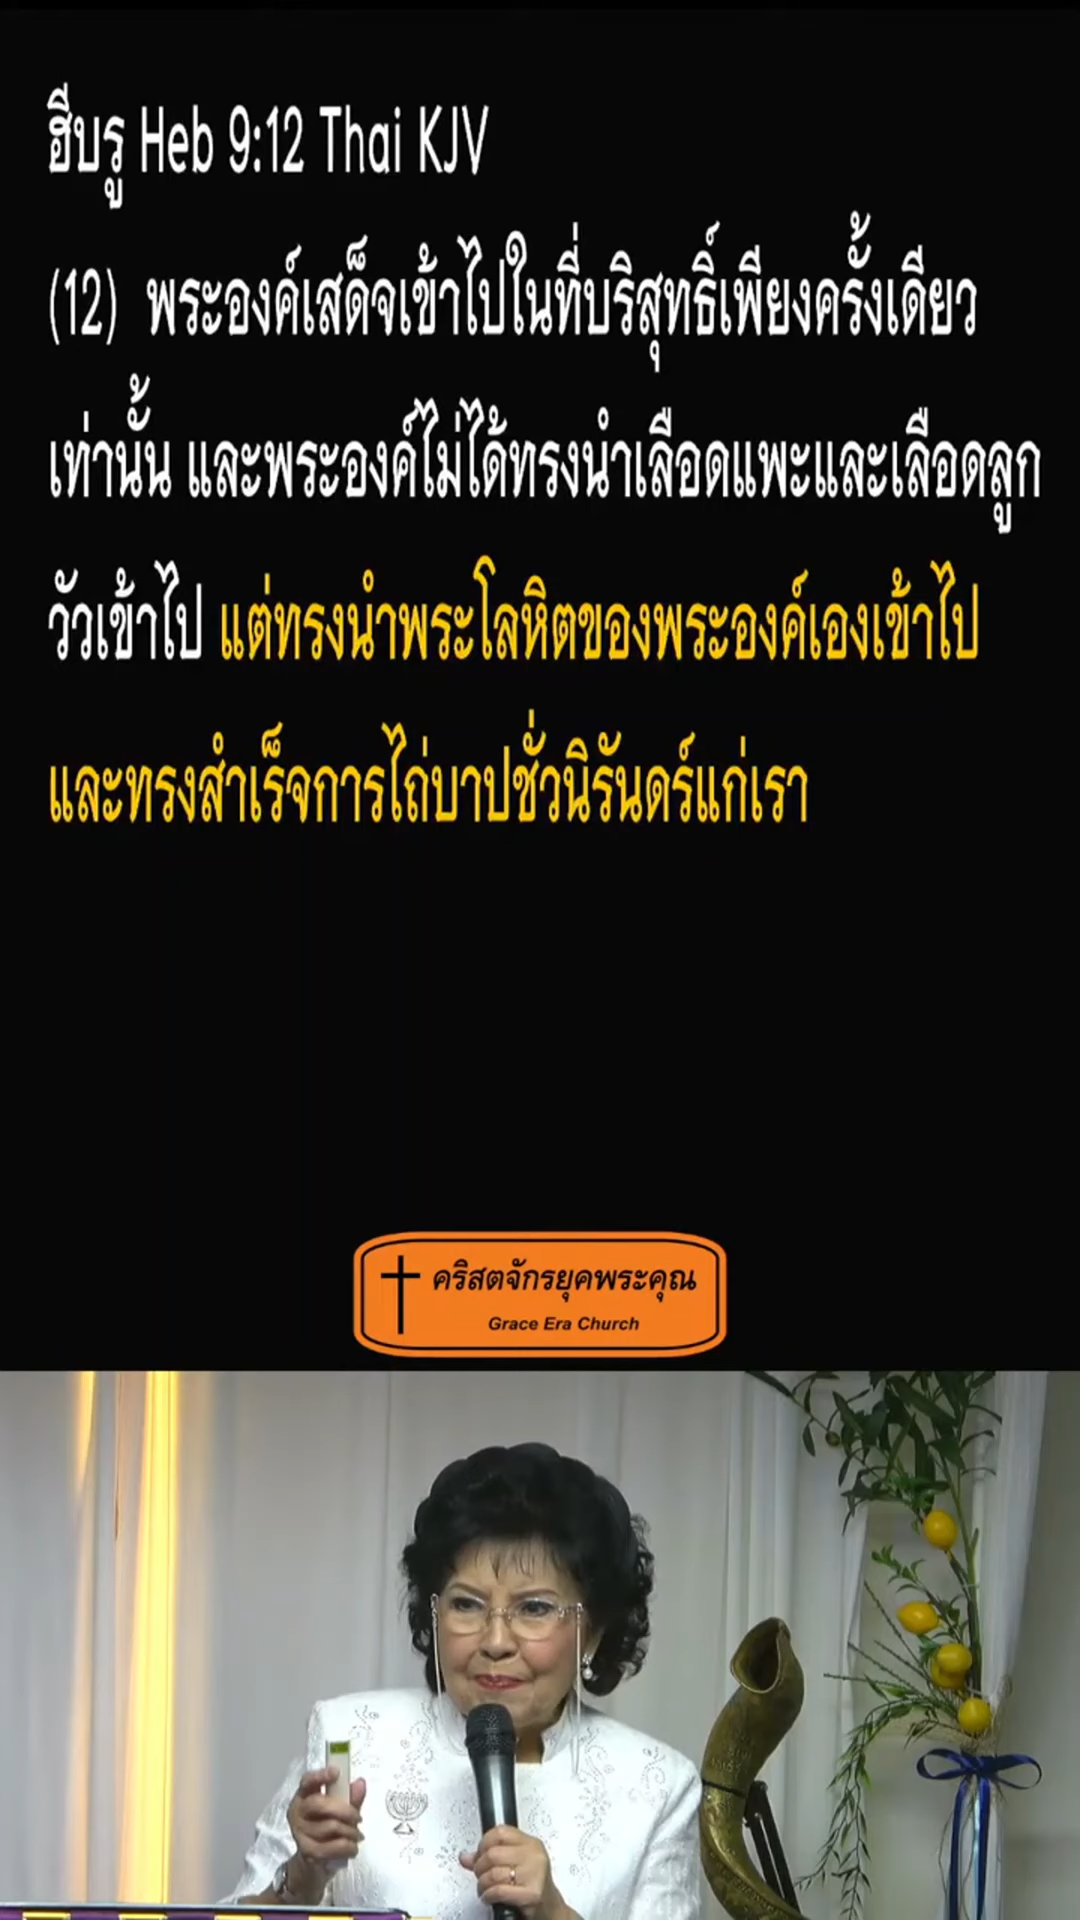 ฮีบรู Heb 9:12 Thai KJV
(12) พระองค์เสด็จเข้าไปในที่บริสุทธิ์เพียงครั้งเดียว
เท่านั้น และพระองค์ไม่ได้ทรงนำเลือดแพะและเลือดลูก
วัวเข้าไป แต่ทรงนำพระโลหิตของพระองค์เองเข้าไป
และทรงสำเร็จการไถ่บาปชั่วนิรันดร์แก่เรา
คริสตจักรยุคพระคุณ
Grace Era Church